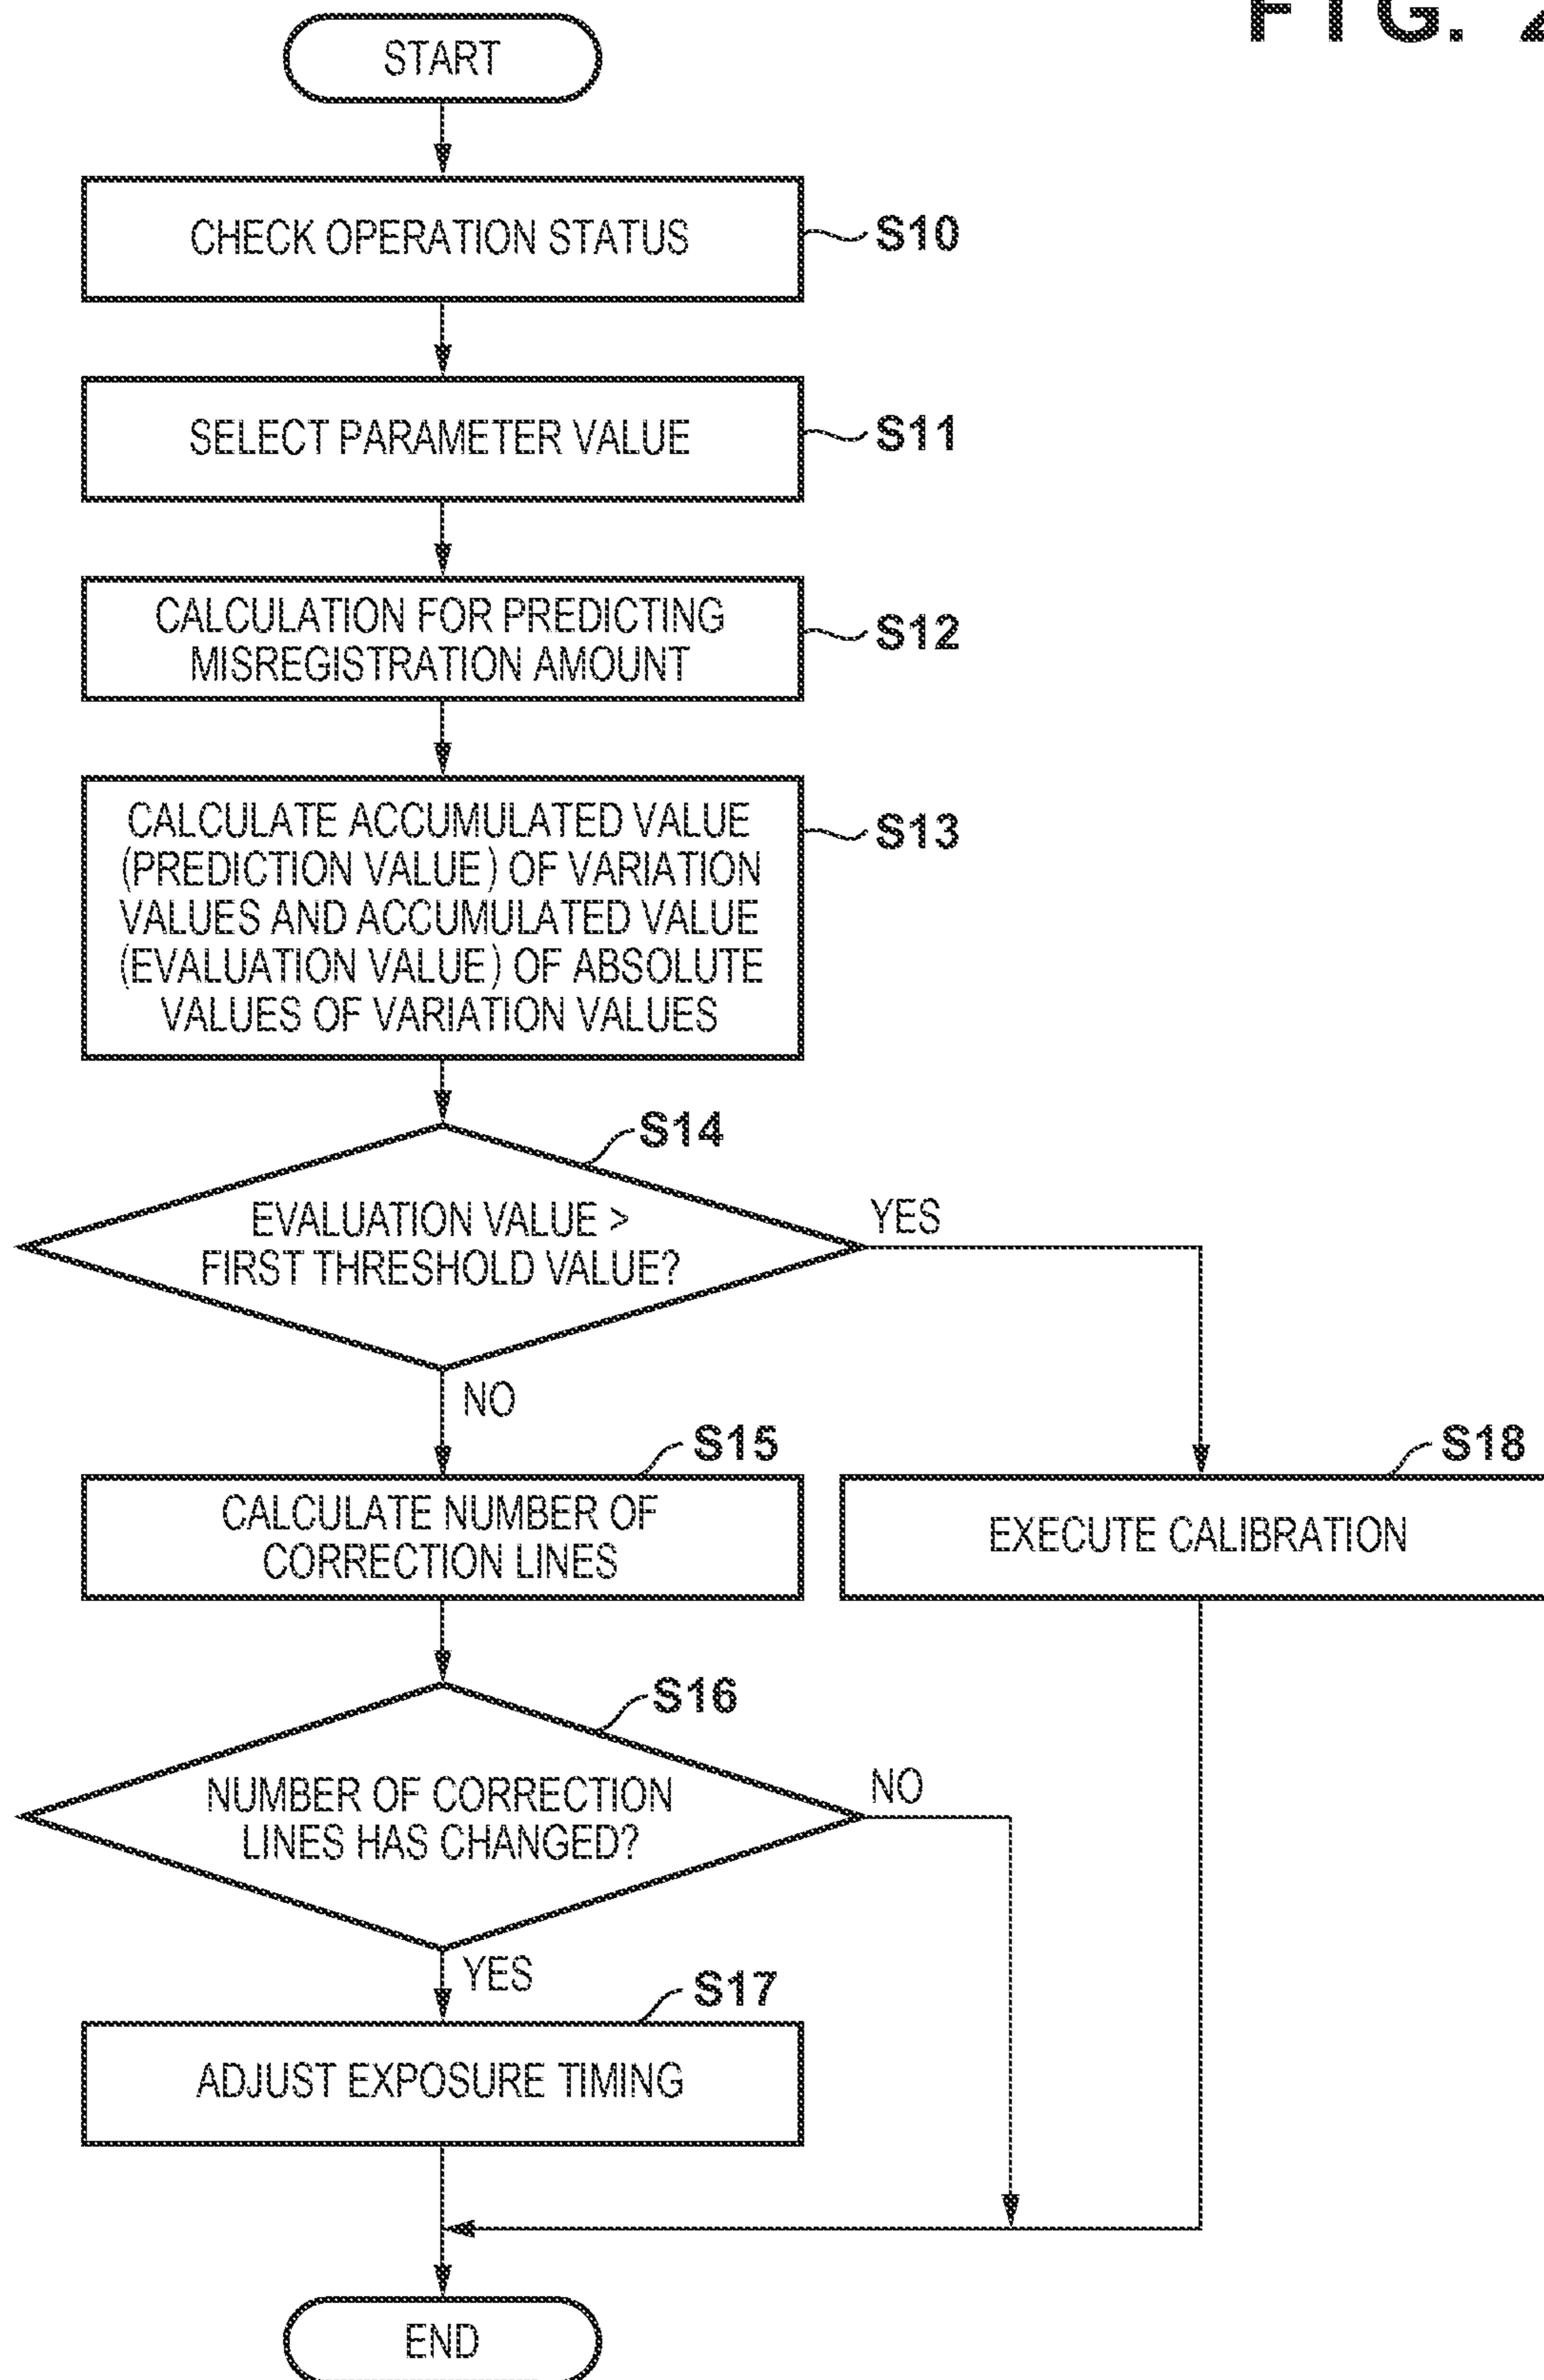 FIG. 2
START
CHECK OPERATION STATUS
S10
SELECT PARAMETER VALUE
S11
CALCULATION FOR PREDICTING
MISREGISTRATION AMOUNT
S12
CALCULATE ACCUMULATED VALUE
(PREDICTION VALUE) OF VARIATION
VALUES AND ACCUMULATED VALUE
(EVALUATION VALUE) OF ABSOLUTE
VALUES OF VARIATION VALUES
S13
S14
EVALUATION VALUE >
FIRST THRESHOLD VALUE?
YES
NO
S15
CALCULATE NUMBER OF
CORRECTION LINES
S18
EXECUTE CALIBRATION
S16
NUMBER OF CORRECTION
LINES HAS CHANGED?
NO
YES
S17
ADJUST EXPOSURE TIMING
END